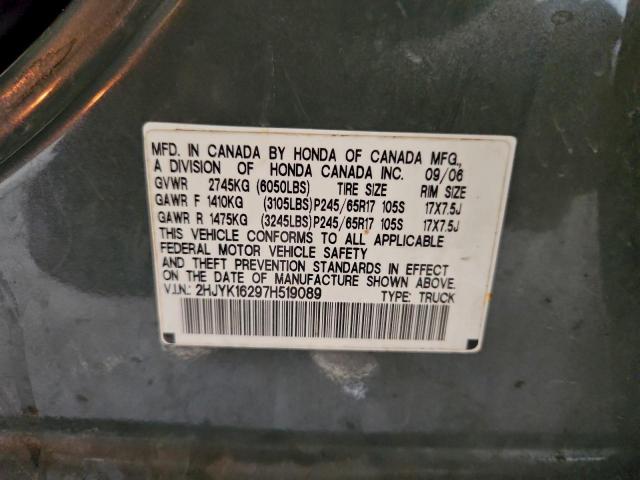 MFD. IN CANADA BY HONDA OF CANADA MFG.,
A DIVISION OF HONDA CANADA INC. 09/06
GVWR 2745KG (6050LBS) TIRE SIZE RIM SIZE
GAWR F 1410KG (3105LBS) P245/65R17 105S 17X7.5J
GAWR R 1475KG (3245LBS) P245/65R17 105S 17X7.5J
THIS VEHICLE CONFORMS TO ALL APPLICABLE
FEDERAL MOTOR VEHICLE SAFETY
AND THEFT PREVENTION STANDARDS IN EFFECT
ON THE DATE OF MANUFACTURE SHOWN ABOVE.
V.I.N.: 2HJYK16297H519089 TYPE: TRUCK